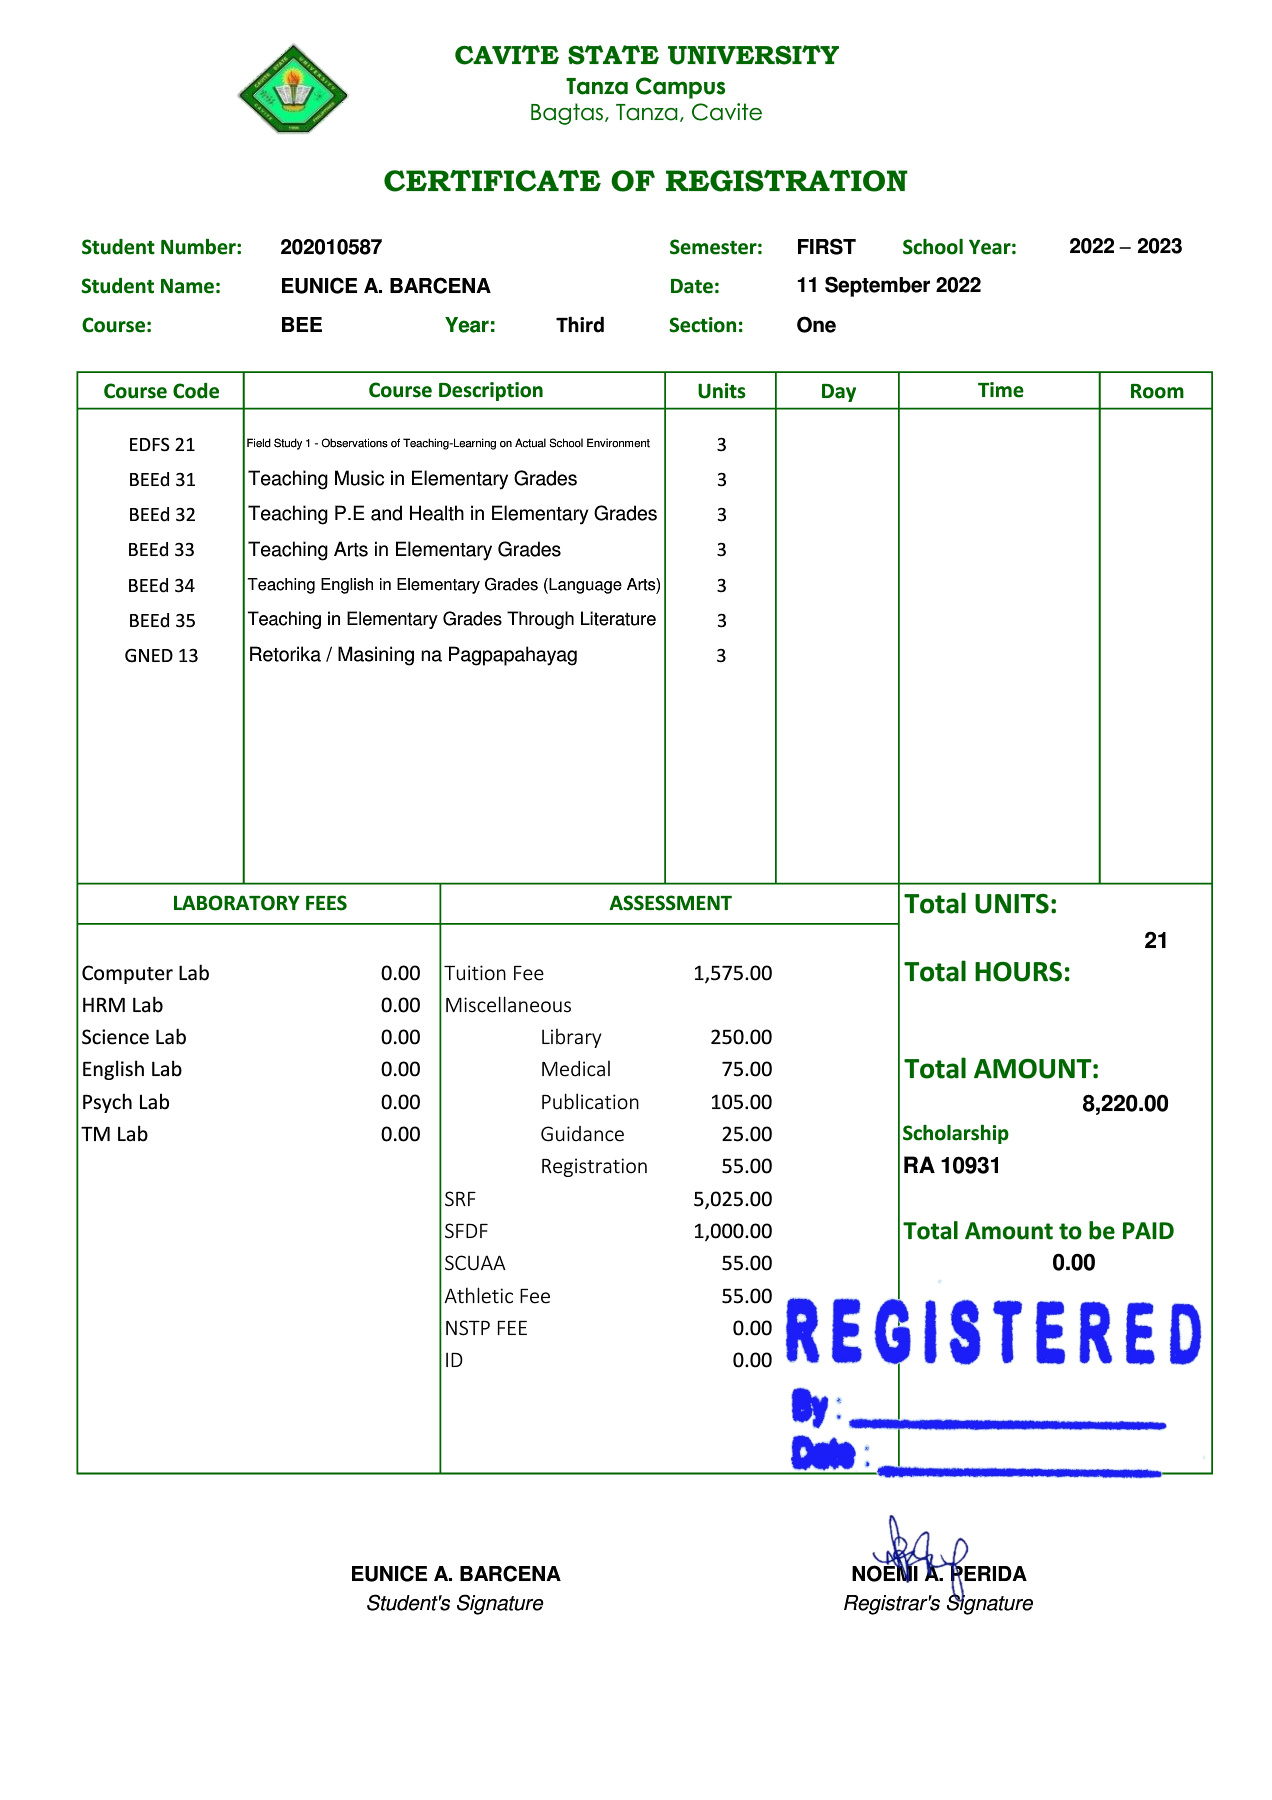 CAVITE STATE UNIVERSITY
Tanza Campus
Bagtas, Tanza, Cavite
CERTIFICATE OF REGISTRATION
Student Number: 202010587 Semester: FIRST School Year: 2022 – 2023
Student Name: EUNICE A. BARCENA Date: 11 September 2022
Course: BEE Year: Third Section: One
Course Code Course Description Units Day Time Room
EDFS 21 Field Study 1 - Observations of Teaching-Learning on Actual School Environment 3
BEEd 31 Teaching Music in Elementary Grades 3
BEEd 32 Teaching P.E and Health in Elementary Grades 3
BEEd 33 Teaching Arts in Elementary Grades 3
BEEd 34 Teaching English in Elementary Grades (Language Arts) 3
BEEd 35 Teaching in Elementary Grades Through Literature 3
GNED 13 Retorika / Masining na Pagpapahayag 3
LABORATORY FEES
Computer Lab 0.00
HRM Lab 0.00
Science Lab 0.00
English Lab 0.00
Psych Lab 0.00
TM Lab 0.00
ASSESSMENT
Tuition Fee 1,575.00
Miscellaneous
Library 250.00
Medical 75.00
Publication 105.00
Guidance 25.00
Registration 55.00
SRF 5,025.00
SFDF 1,000.00
SCUAA 55.00
Athletic Fee 55.00
NSTP FEE 0.00
ID 0.00
Total UNITS:
21
Total HOURS:
Total AMOUNT:
8,220.00
Scholarship
RA 10931
Total Amount to be PAID
0.00
REGISTERED
By :
Date :
EUNICE A. BARCENA
Student's Signature
NOEMI A. PERIDA
Registrar's Signature